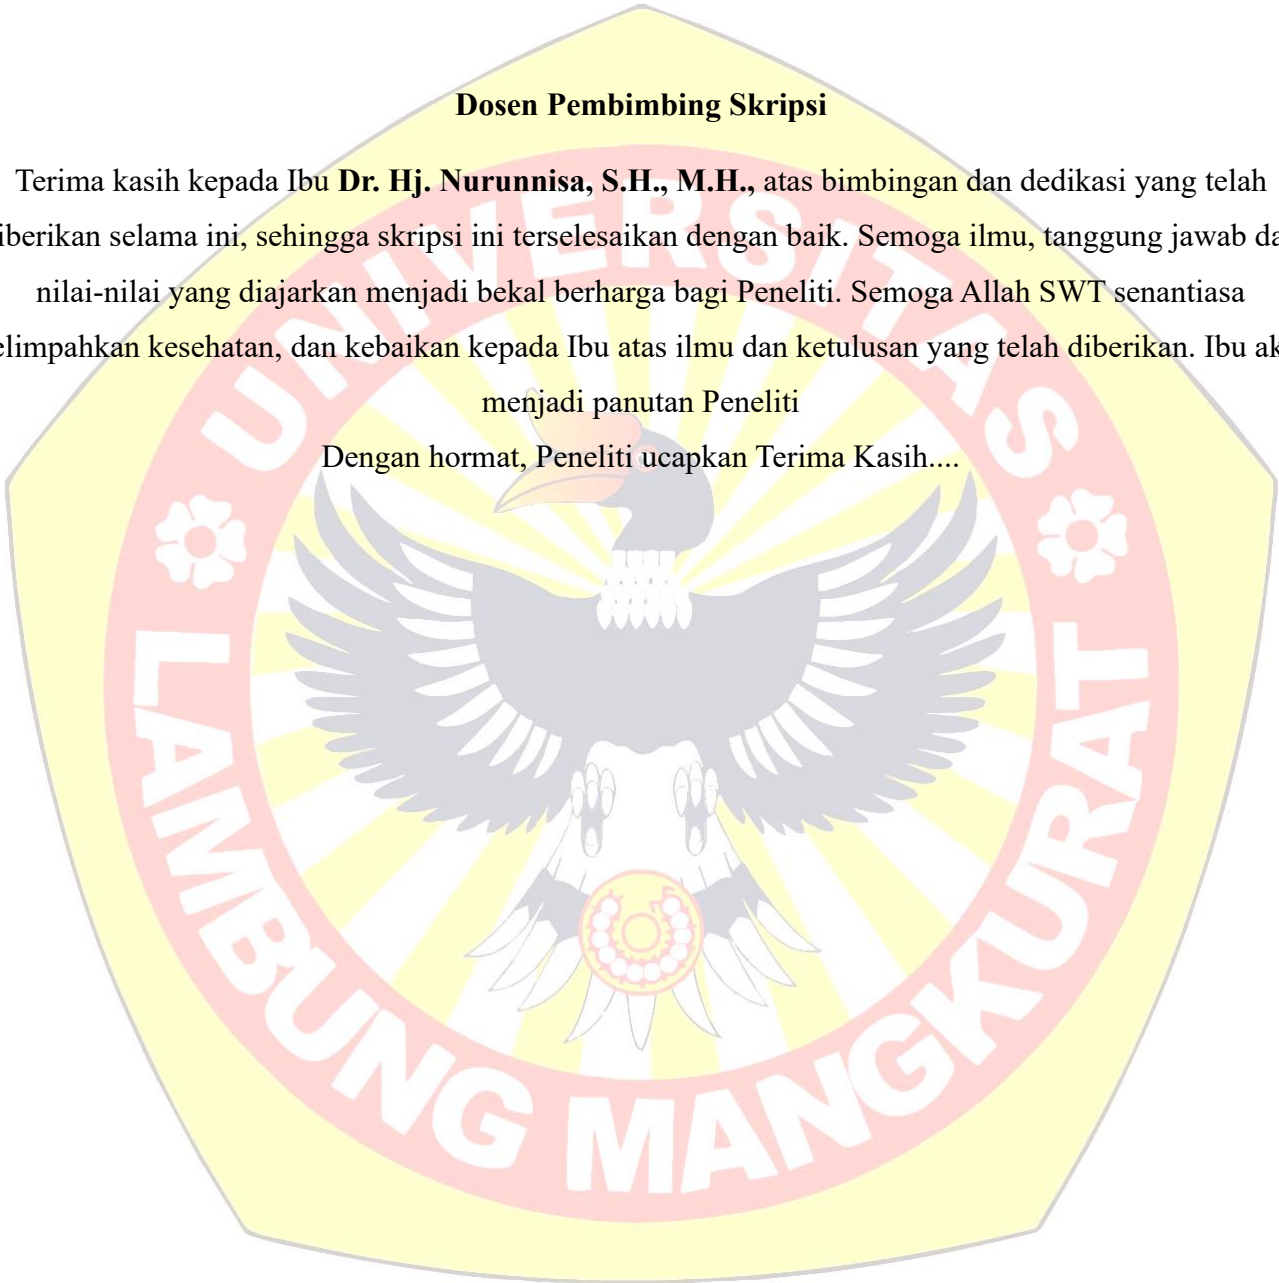 Dosen Pembimbing Skripsi
Terima kasih kepada Ibu Dr. Hj. Nurunnisa, S.H., M.H., atas bimbingan dan dedikasi yang telah
iberikan selama ini, sehingga skripsi ini terselesaikan dengan baik. Semoga ilmu, tanggung jawab da
nilai-nilai yang diajarkan menjadi bekal berharga bagi Peneliti. Semoga Allah SWT senantiasa
elimpahkan kesehatan, dan kebaikan kepada Ibu atas ilmu dan ketulusan yang telah diberikan. Ibu ak
menjadi panutan Peneliti
Dengan hormat, Peneliti ucapkan Terima Kasih....
UNIVERSITAS
LAMBUNG MANGKURAT